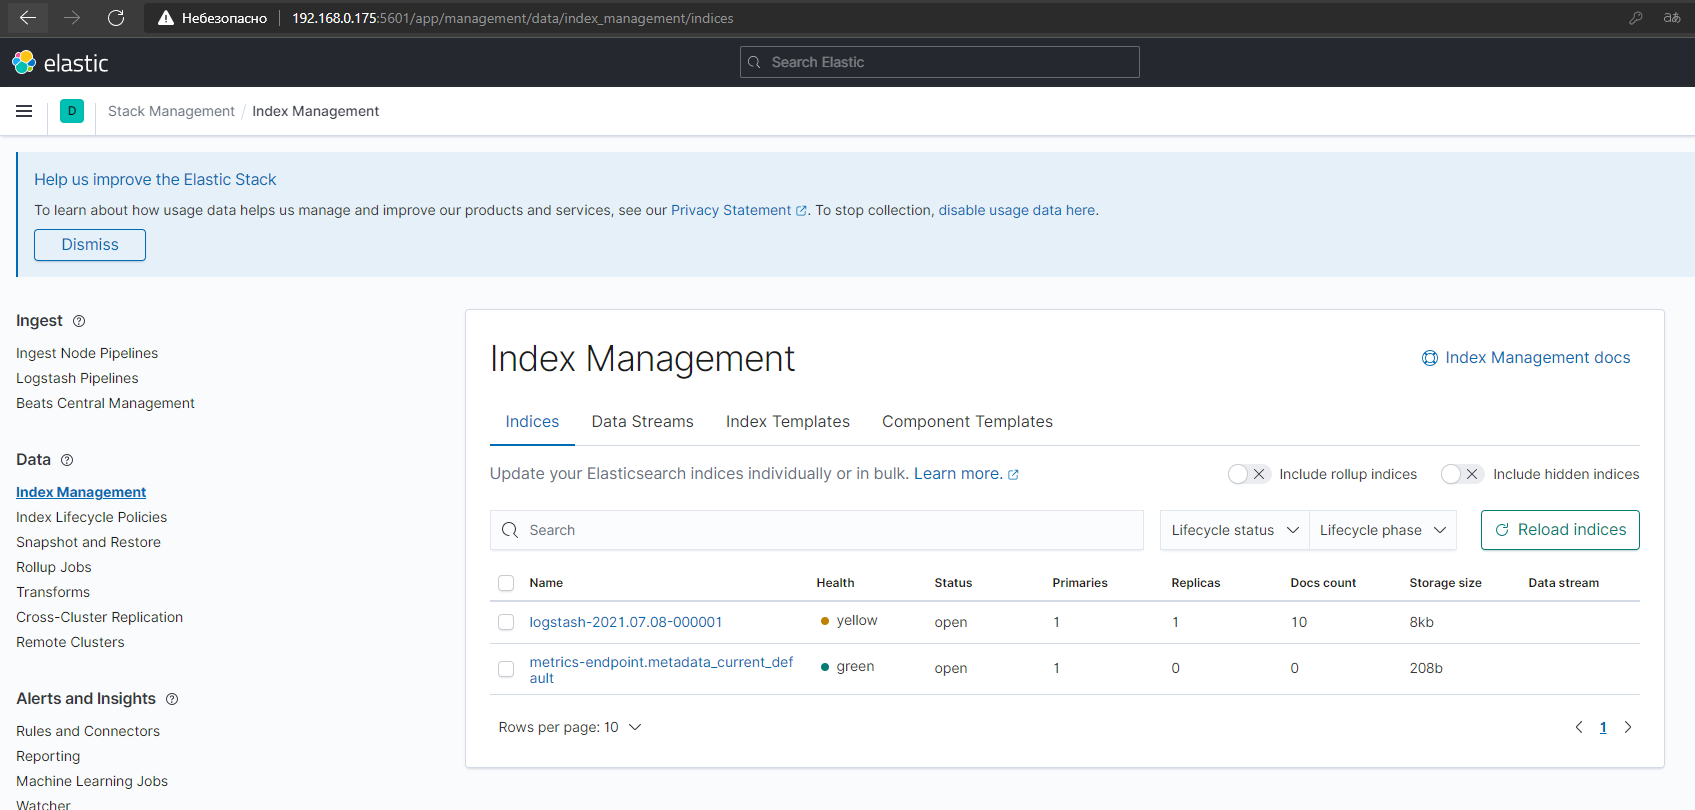 Небезопасно 192.168.0.175:5601/app/management/data/index_management/indices
elastic
Search Elastic
D Stack Management / Index Management
Help us improve the Elastic Stack
To learn about how usage data helps us manage and improve our products and services, see our Privacy Statement. To stop collection, disable usage data here.
Dismiss
Ingest
Ingest Node Pipelines
Logstash Pipelines
Beats Central Management
Data
Index Management
Index Lifecycle Policies
Snapshot and Restore
Rollup Jobs
Transforms
Cross-Cluster Replication
Remote Clusters
Alerts and Insights
Rules and Connectors
Reporting
Machine Learning Jobs
Watcher
Index Management
Index Management docs
Indices Data Streams Index Templates Component Templates
Update your Elasticsearch indices individually or in bulk. Learn more.
Include rollup indices Include hidden indices
Search Lifecycle status Lifecycle phase Reload indices
Name Health Status Primaries Replicas Docs count Storage size Data stream
logstash-2021.07.08-000001 yellow open 1 1 10 8kb
metrics-endpoint.metadata_current_def green open 1 0 0 208b
ault
Rows per page: 10
1